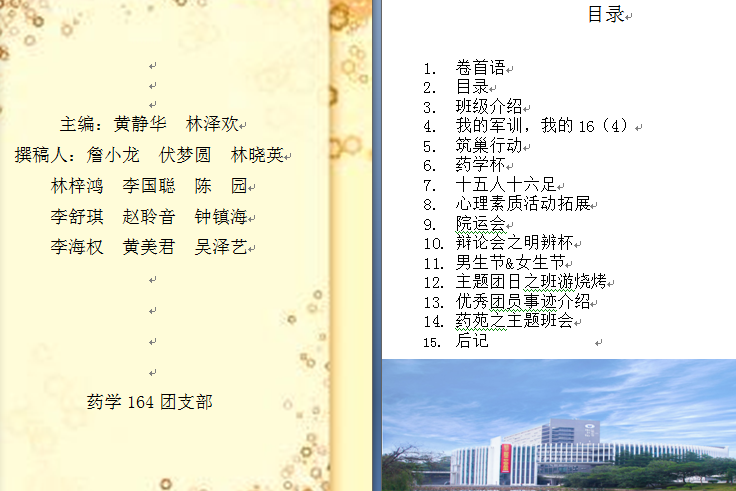 主编：黄静华 林泽欢
撰稿人：詹小龙 伏梦圆 林晓英
林梓鸿 李国聪 陈 园
李舒琪 赵聆音 钟镇海
李海权 黄美君 吴泽艺
药学 164 团支部
目录
1. 卷首语
2. 目录
3. 班级介绍
4. 我的军训，我的 16（4）
5. 筑巢行动
6. 药学杯
7. 十五人十六足
8. 心理素质活动拓展
9. 院运会
10. 辩论会之明辨杯
11. 男生节&女生节
12. 主题团日之班游烧烤
13. 优秀团员事迹介绍
14. 药苑之主题班会
15. 后记